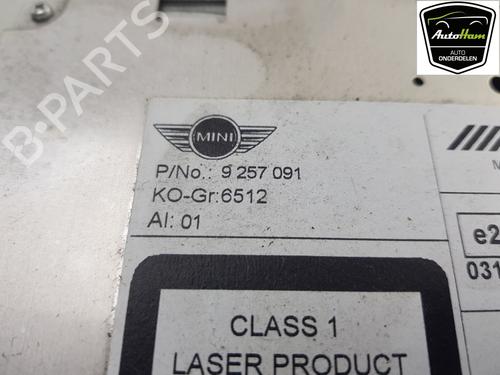 AutoHam
AUTO
ONDERDELEN
B-PARTS
MINI
P/No.: 9 257 091
KO-Gr:6512
AI: 01
e2
031
CLASS 1
LASER PRODUCT